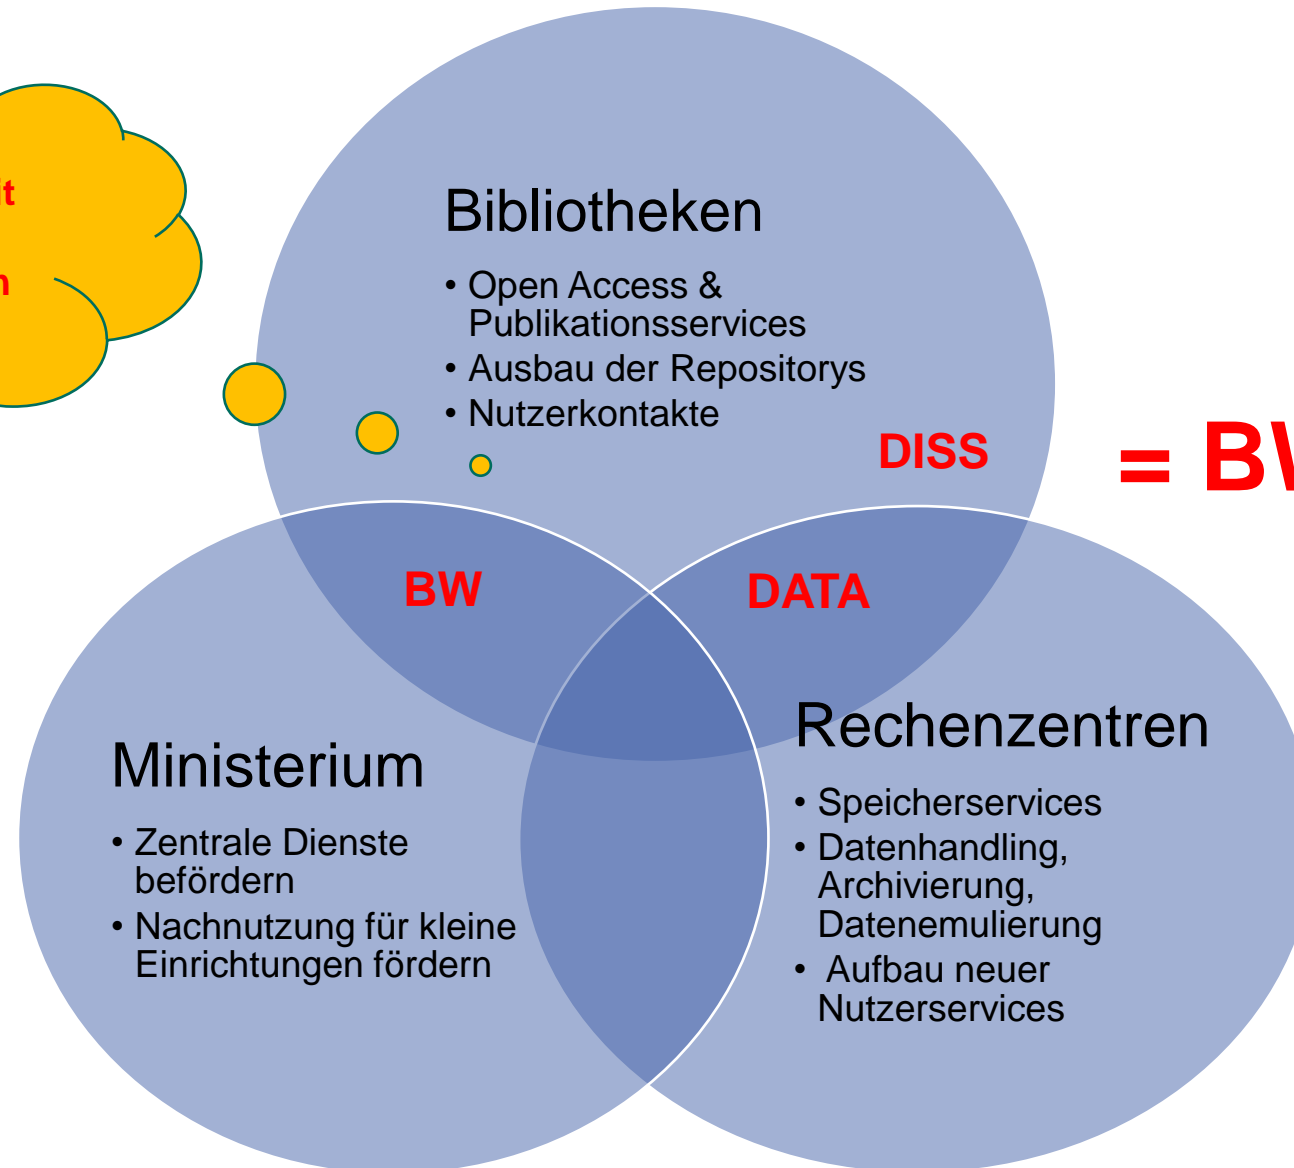 Bibliotheken
• Open Access &
Publikationsservices
• Ausbau der Repositorys
• Nutzerkontakte
DISS
= B
BW
DATA
Ministerium
• Zentrale Dienste
befördern
• Nachnutzung für kleine
Einrichtungen fördern
Rechenzentren
• Speicherservices
• Datenhandling,
Archivierung,
Datenemulierung
• Aufbau neuer
Nutzerservices